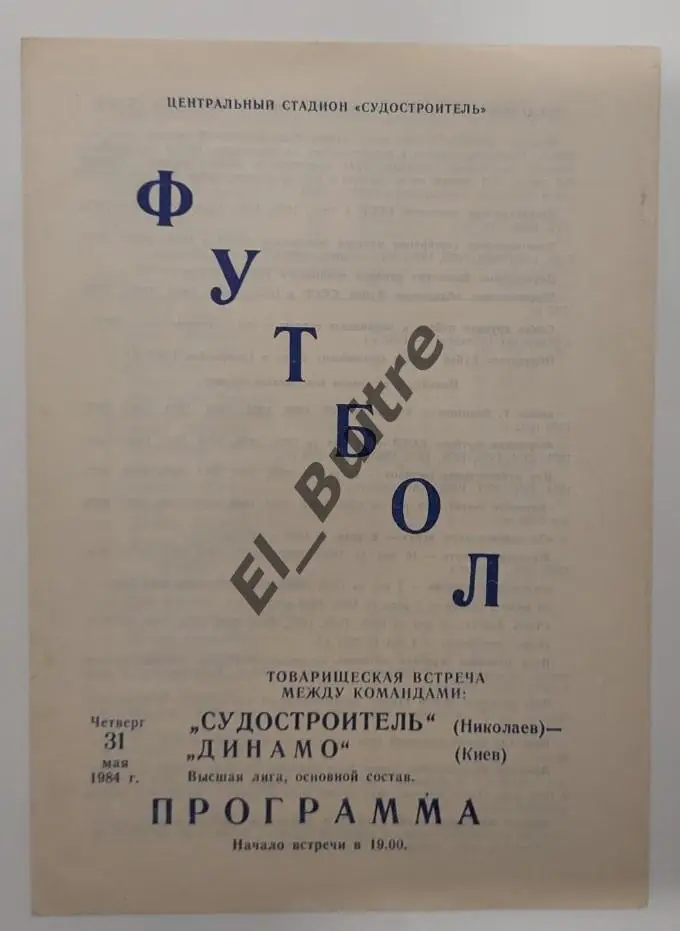 ЦЕНТРАЛЬНЫЙ СТАДИОН «СУДОСТРОИТЕЛЬ»
ФУТБОЛ
El_Buitre
ТОВАРИЩЕСКАЯ ВСТРЕЧА
МЕЖДУ КОМАНДАМИ:
Четверг
31
мая
1984 г.
„СУДОСТРОИТЕЛЬ“ (Николаев)—
„ДИНАМО“ (Киев)
Высшая лига, основной состав.
ПРОГРАММА
Начало встречи в 19.00.